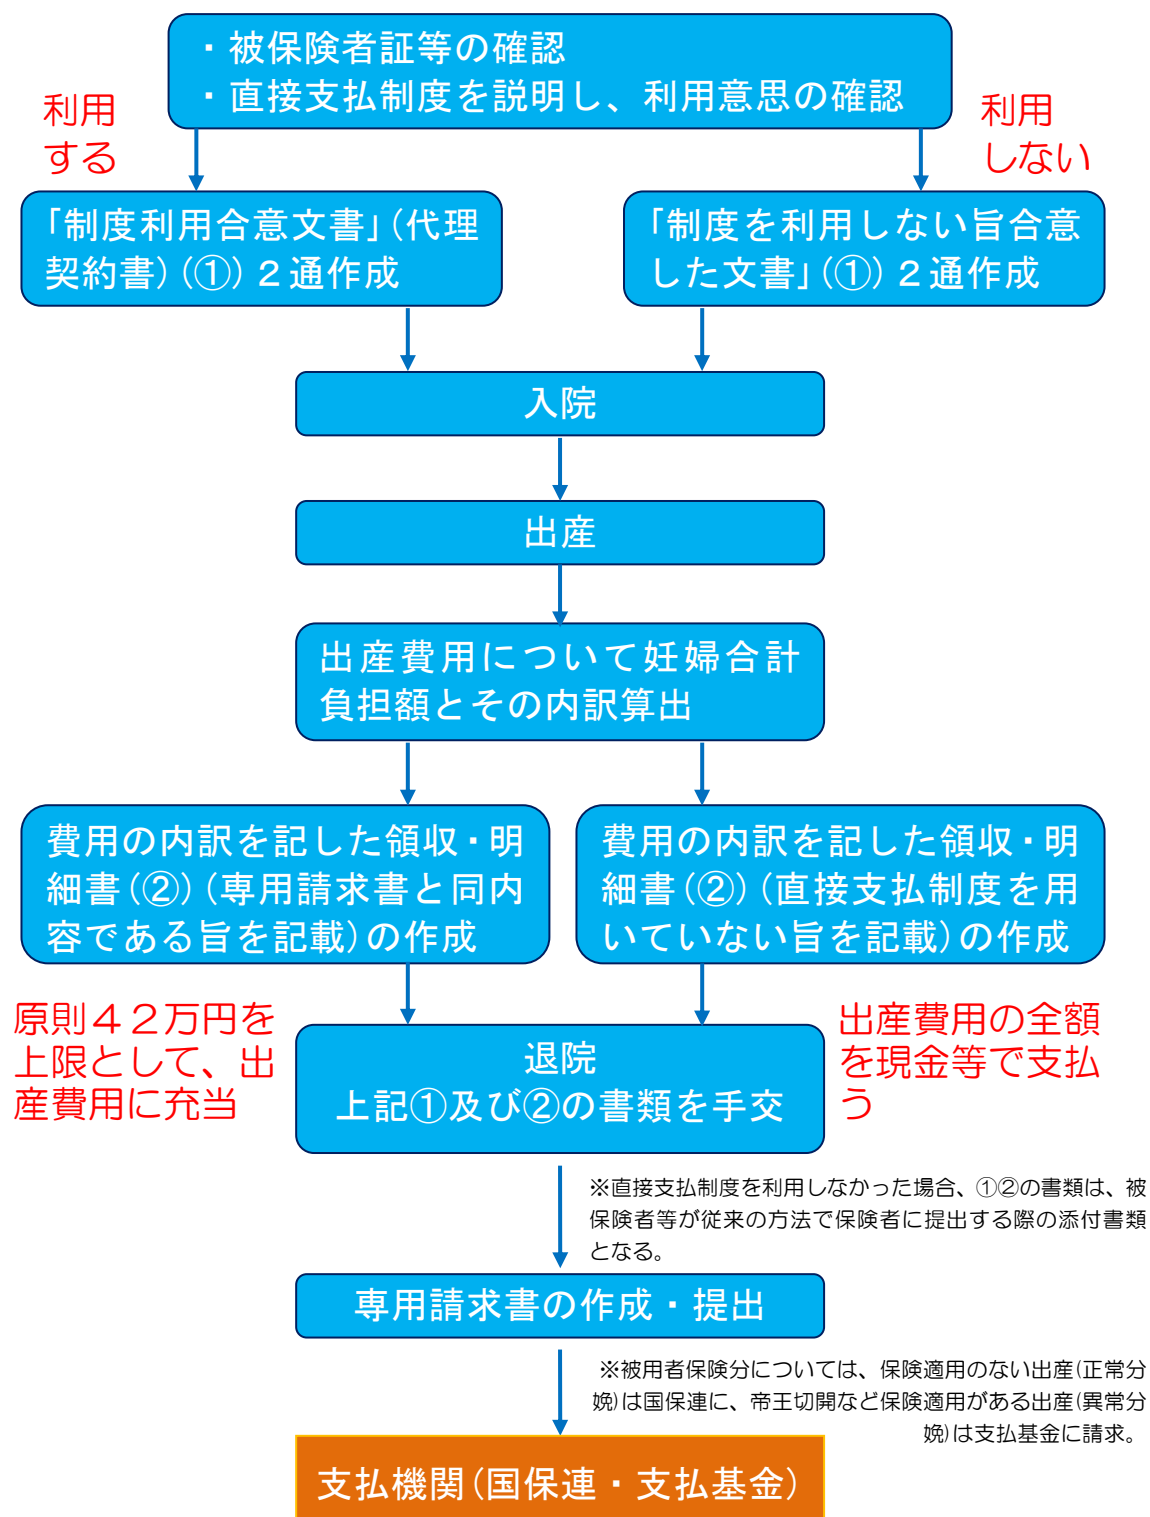 ・被保険者証等の確認
・直接支払制度を説明し、利用意思の確認
利用
する
利用
しない
「制度利用合意文書」（代理
契約書）（①）２通作成
「制度を利用しない旨合意
した文書」（①）２通作成
入院
出産
出産費用について妊婦合計
負担額とその内訳算出
費用の内訳を記した領収・明
細書（②）（専用請求書と同内
容である旨を記載）の作成
費用の内訳を記した領収・明
細書（②）（直接支払制度を用
いていない旨を記載）の作成
原則４２万円を
上限として、出
産費用に充当
出産費用の全額
を現金等で支払
う
退院
上記①及び②の書類を手交
※直接支払制度を利用しなかった場合、①②の書類は、被
保険者等が従来の方法で保険者に提出する際の添付書類
となる。
専用請求書の作成・提出
※被用者保険分については、保険適用のない出産(正常分
娩)は国保連に、帝王切開など保険適用がある出産(異常分
娩)は支払基金に請求。
支払機関（国保連・支払基金）